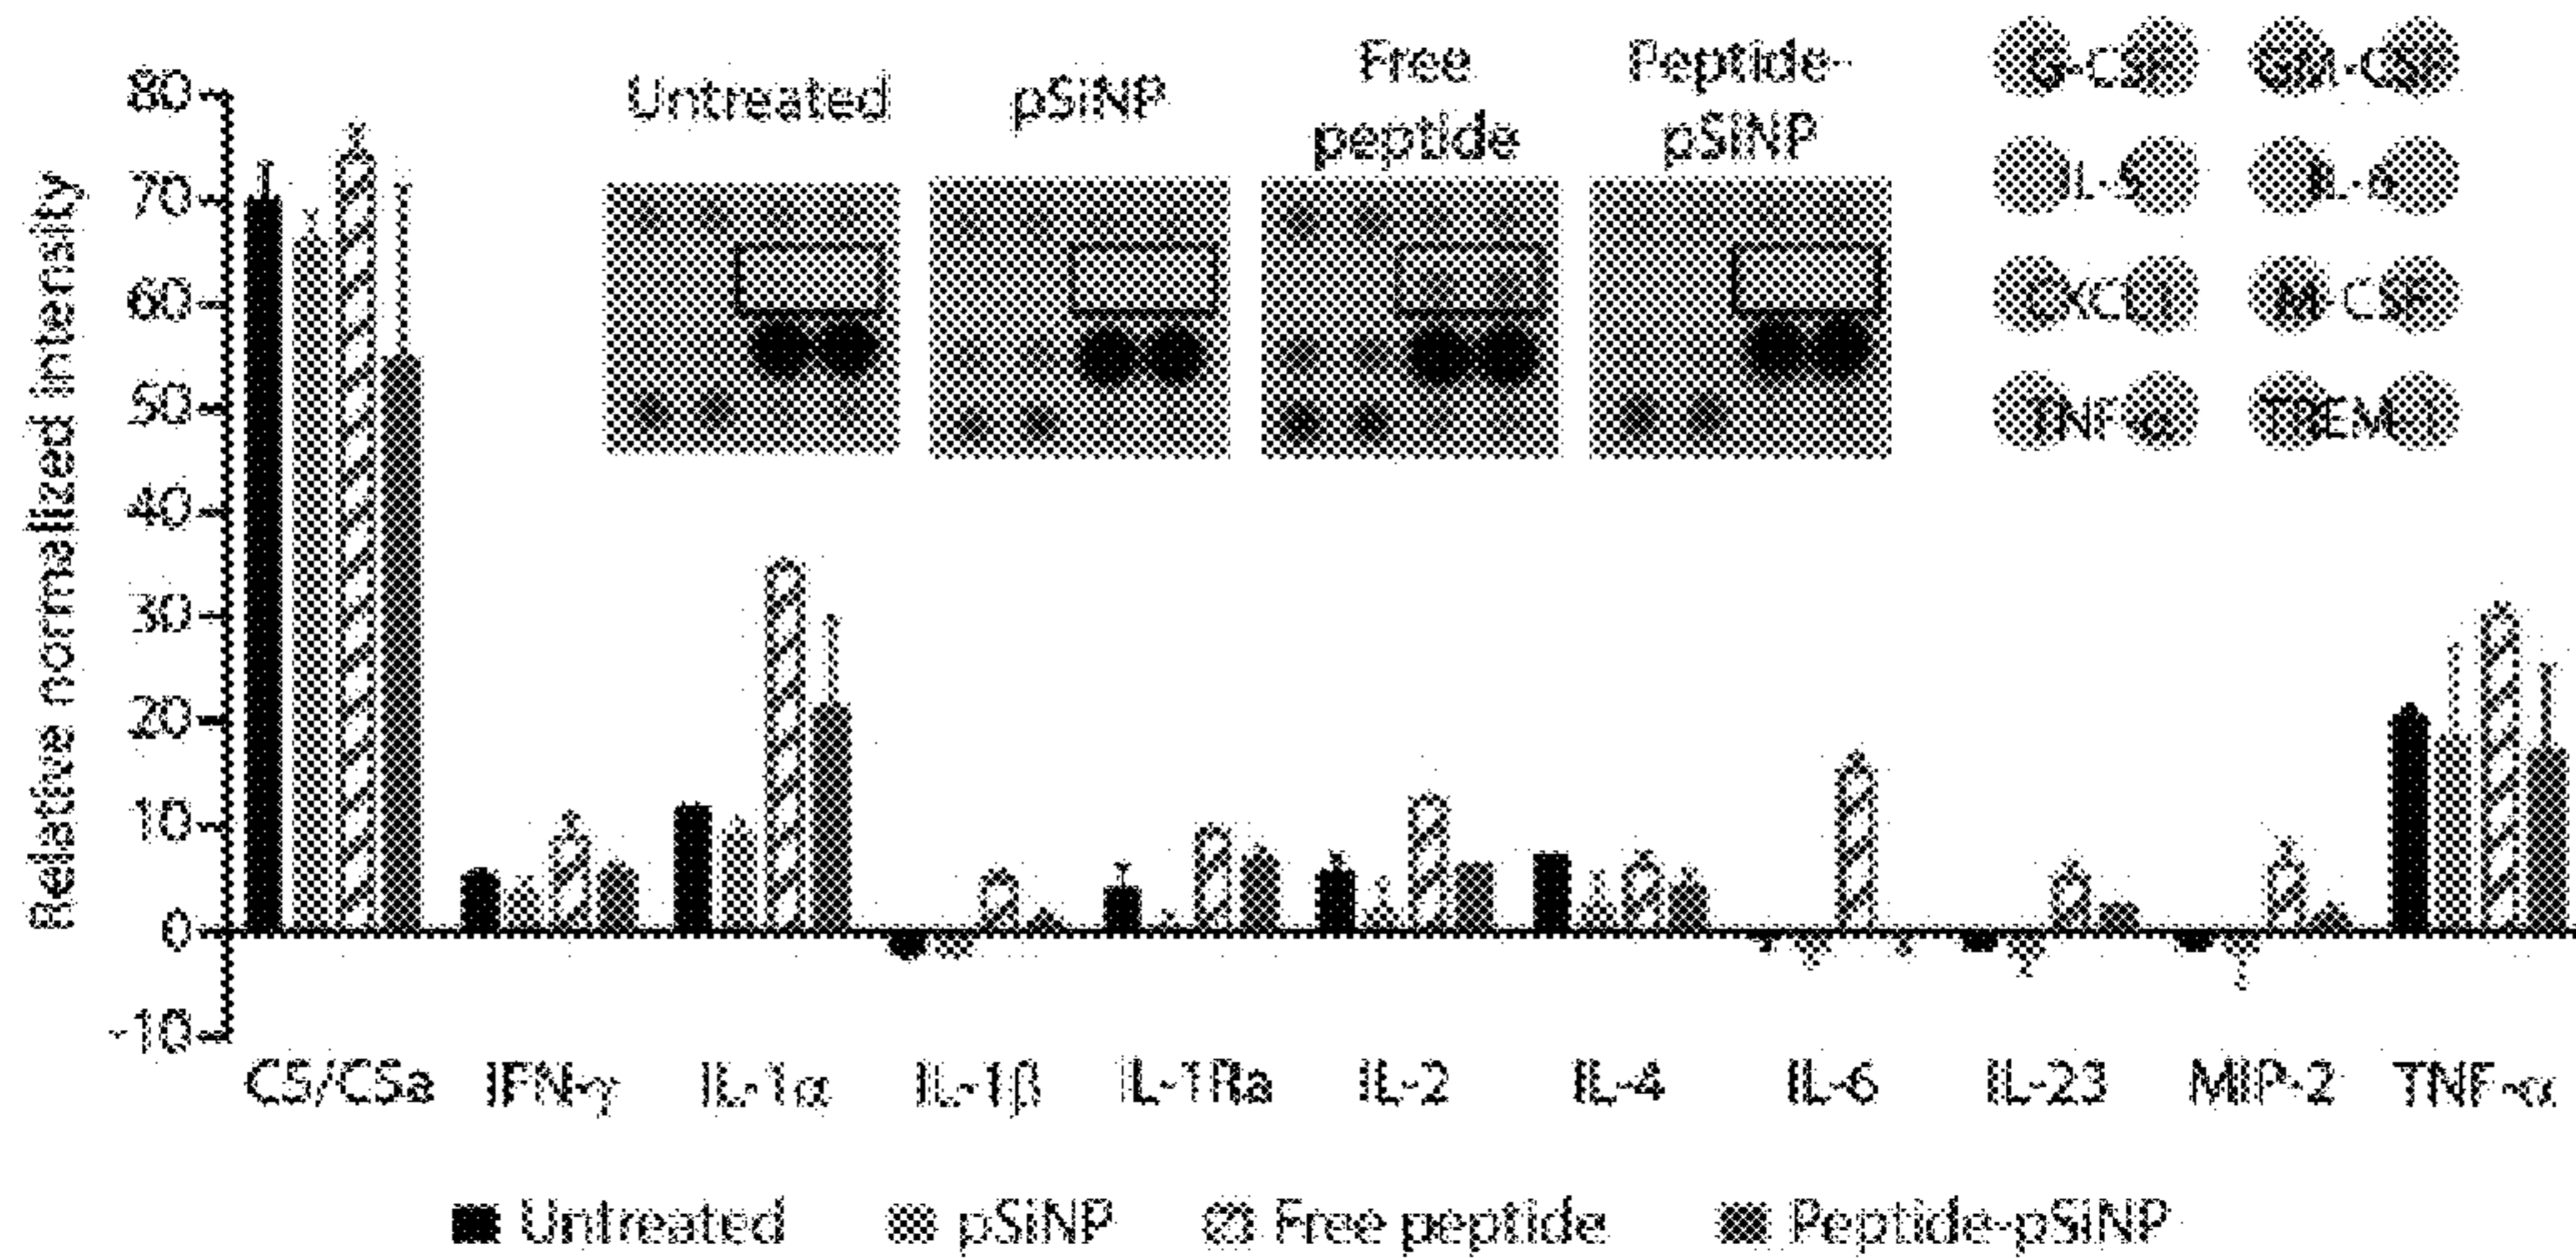 Relative normalized intensity
80
70
60
50
40
30
20
10
0
-10
Untreated
pSiNP
Free
peptide
Peptide-
pSiNP
G-CSF GM-CSF
IL-5 IL-6
CXCL1 M-CSF
TNF-α TREM-1
C5/C5a IFN-γ IL-1α IL-1β IL-1Ra IL-2 IL-4 IL-6 IL-23 MIP-2 TNF-α
Untreated pSiNP Free peptide Peptide-pSiNP